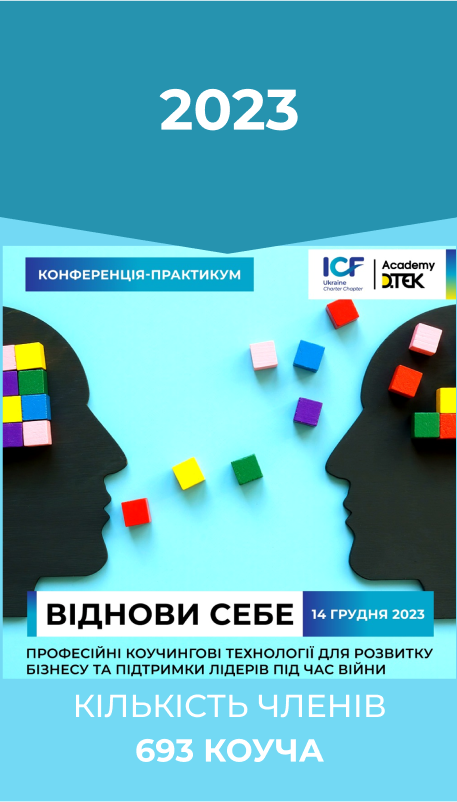 2023
КОНФЕРЕНЦІЯ-ПРАКТИКУМ
ICF
Ukraine
Charter Chapter
Academy
D.TEK
ВІДНОВИ СЕБЕ
14 ГРУДНЯ 2023
ПРОФЕСІЙНІ КОУЧИНГОВІ ТЕХНОЛОГІЇ ДЛЯ РОЗВИТКУ
БІЗНЕСУ ТА ПІДТРИМКИ ЛІДЕРІВ ПІД ЧАС ВІЙНИ
КІЛЬКІСТЬ ЧЛЕНІВ
693 КОУЧА